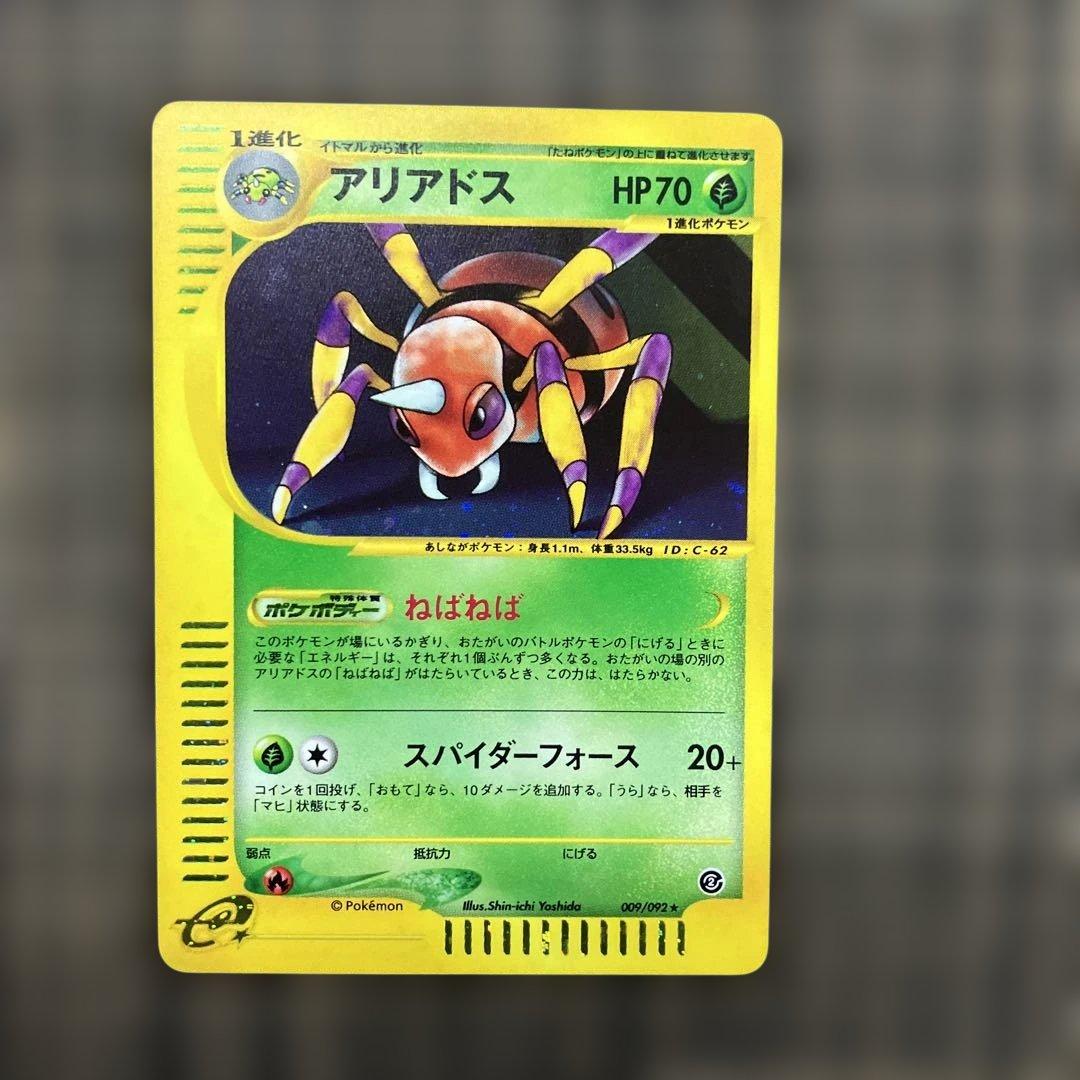 1進化
イトマルから進化
「たねポケモン」の上に重ねて進化させます。
アリアドス
HP70
1進化ポケモン
あしながポケモン：身長1.1m、体重33.5kg ID：C-62
特殊体質
ポケボディー
ねばねば
このポケモンが場にいるかぎり、おたがいのバトルポケモンの「にげる」ときに
必要な「エネルギー」は、それぞれ1個ぶんずつ多くなる。おたがいの場の別の
アリアドスの「ねばねば」がはたらいているとき、この力は、はたらかない。
スパイダーフォース 20+
コインを1回投げ、「おもて」なら、10ダメージを追加する。「うら」なら、相手を
「マヒ」状態にする。
弱点 抵抗力 にげる
2
© Pokémon Illus.Shin-ichi Yoshida 009/092★
e